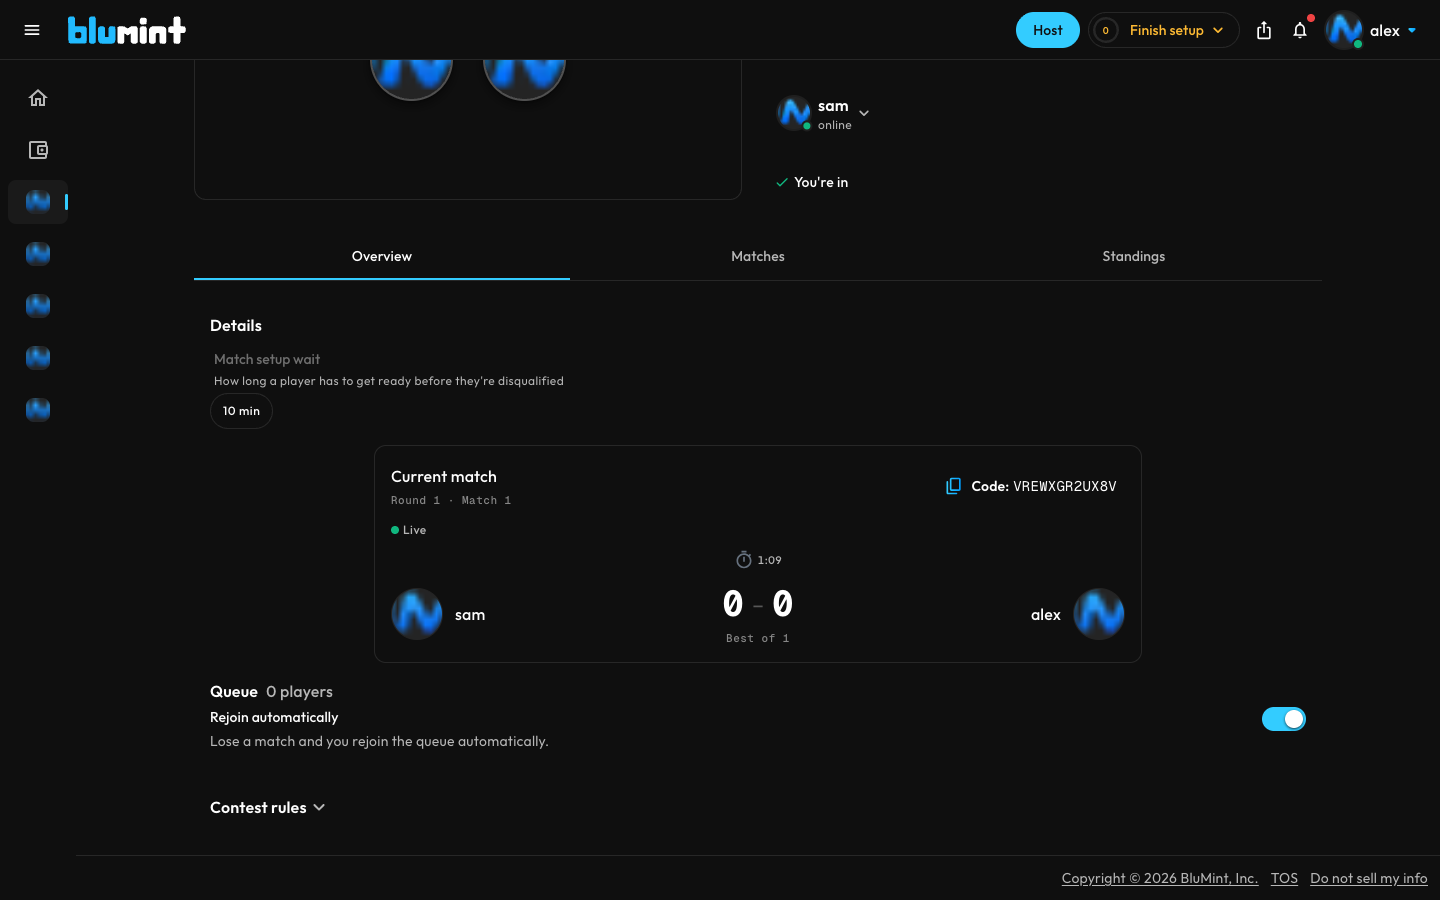 blumint
Host
0
Finish setup
alex
sam
online
You're in
Overview
Matches
Standings
Details
Match setup wait
How long a player has to get ready before they're disqualified
10 min
Current match
Round 1 · Match 1
Code: VREWXGR2UX8V
Live
1:09
sam
0 – 0
alex
Best of 1
Queue 0 players
Rejoin automatically
Lose a match and you rejoin the queue automatically.
Contest rules
Copyright © 2026 BluMint, Inc. TOS Do not sell my info